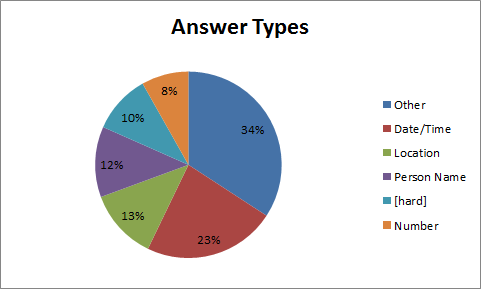 Answer Types
8%
34%
10%
12%
13%
23%
Other
Date/Time
Location
Person Name
[hard]
Number